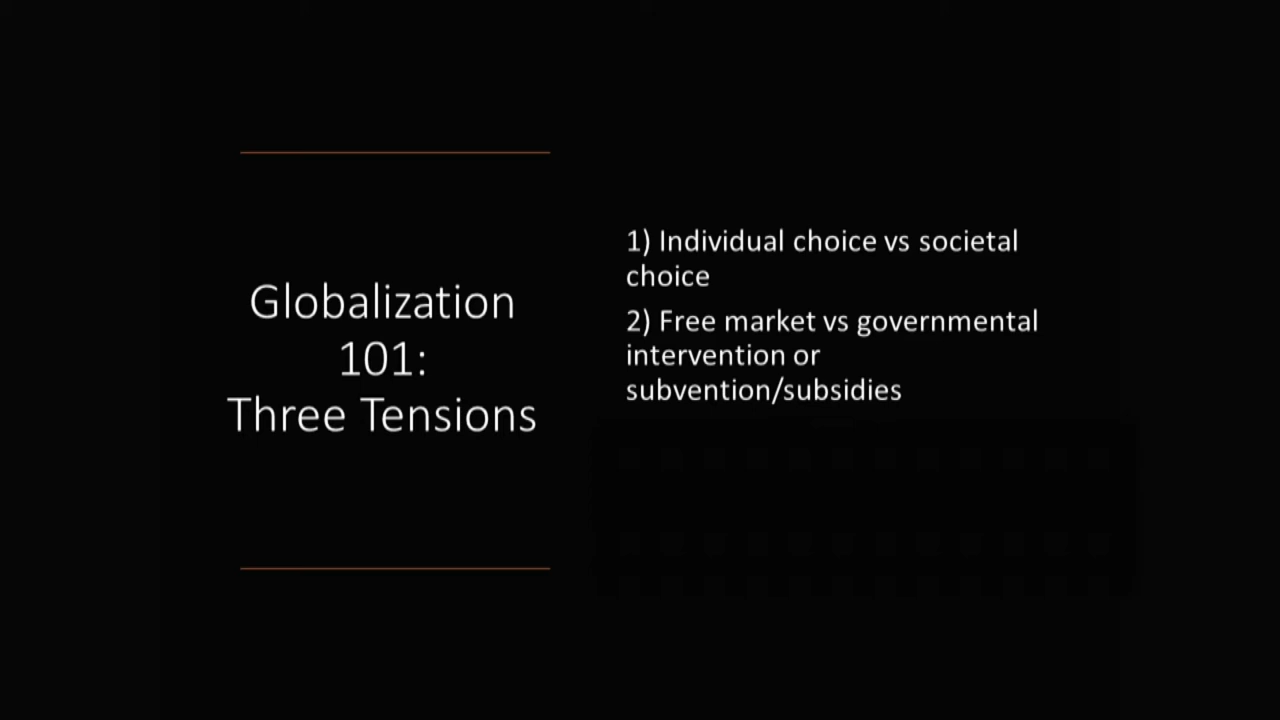 Globalization
101:
Three Tensions
1) Individual choice vs societal
choice
2) Free market vs governmental
intervention or
subvention/subsidies